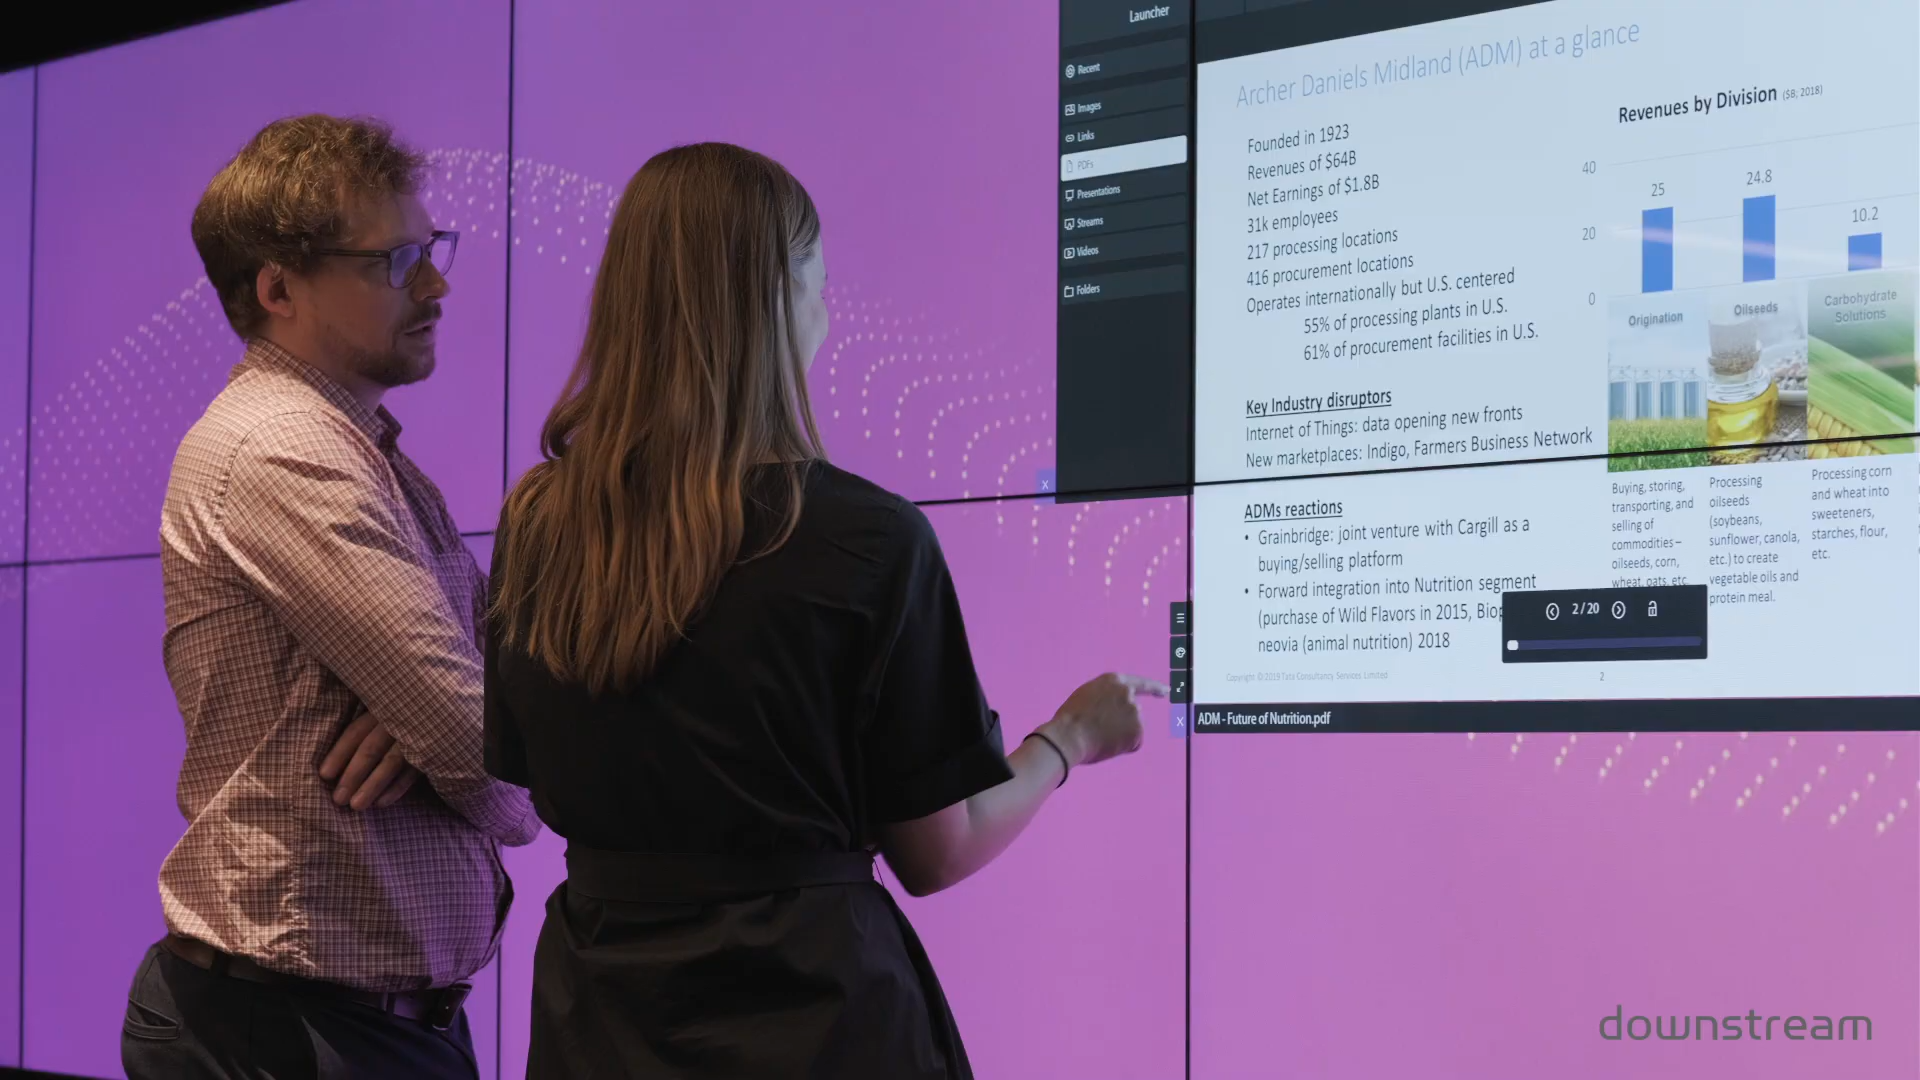 Launcher
Recent
Images
Links
PDFs
Presentations
Streams
Videos
Folders
X
Archer Daniels Midland (ADM) at a glance
Founded in 1923
Revenues of $64B
Net Earnings of $1.8B
31k employees
217 processing locations
416 procurement locations
Operates internationally but U.S. centered
55% of processing plants in U.S.
61% of procurement facilities in U.S.
Key Industry disruptors
Internet of Things: data opening new fronts
New marketplaces: Indigo, Farmers Business Network
ADMs reactions
• Grainbridge: joint venture with Cargill as a
buying/selling platform
• Forward integration into Nutrition segment
(purchase of Wild Flavors in 2015, Biop
neovia (animal nutrition) 2018
Copyright © 2019 Tata Consultancy Services Limited
2
Revenues by Division ($B, 2018)
40
20
0
25
24.8
10.2
Origination
Oilseeds
Carbohydrate
Solutions
Buying, storing,
transporting, and
selling of
commodities –
oilseeds, corn,
wheat, oats, etc.
Processing
oilseeds
(soybeans,
sunflower, canola,
etc.) to create
vegetable oils and
protein meal.
Processing corn
and wheat into
sweeteners,
starches, flour,
etc.
2 / 20
X
ADM - Future of Nutrition.pdf
downstream